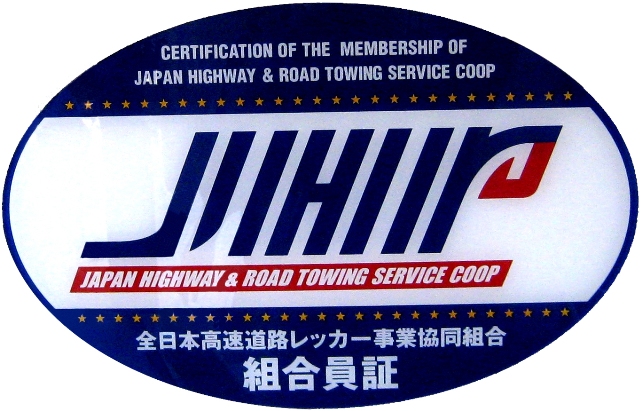 CERTIFICATION OF THE MEMBERSHIP OF
JAPAN HIGHWAY & ROAD TOWING SERVICE COOP
JAPAN HIGHWAY & ROAD TOWING SERVICE COOP
全日本高速道路レッカー事業協同組合
組合員証